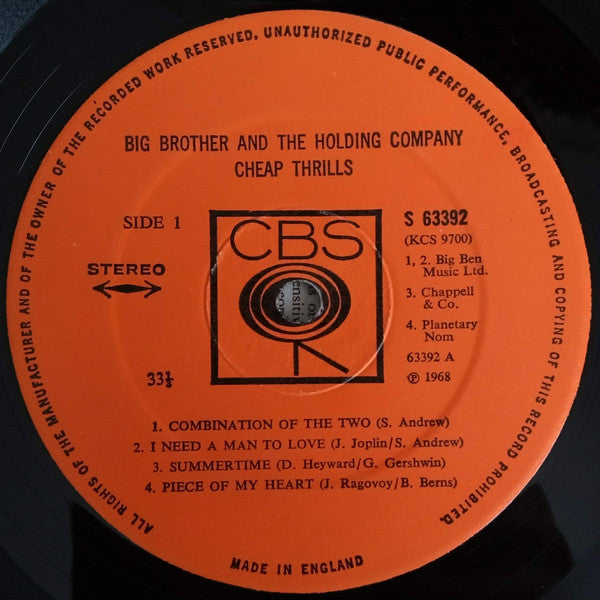 ALL RIGHTS OF THE MANUFACTURER AND OF THE OWNER OF THE RECORDED WORK RESERVED. UNAUTHORIZED PUBLIC PERFORMANCE, BROADCASTING AND COPYING OF THIS RECORD PROHIBITED.
BIG BROTHER AND THE HOLDING COMPANY
CHEAP THRILLS
SIDE 1
STEREO
33⅓
CBS
S 63392
(KCS 9700)
1, 2. Big Ben
Music Ltd.
3. Chappell
& Co.
4. Planetary
Nom
63392 A
℗ 1968
1. COMBINATION OF THE TWO (S. Andrew)
2. I NEED A MAN TO LOVE (J. Joplin/S. Andrew)
3. SUMMERTIME (D. Heyward/G. Gershwin)
4. PIECE OF MY HEART (J. Ragovoy/B. Berns)
MADE IN ENGLAND